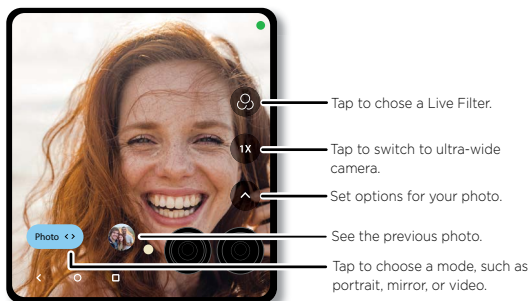 Tap to chose a Live Filter.
1X
Tap to switch to ultra-wide
camera.
Set options for your photo.
Photo <>
See the previous photo.
Tap to choose a mode, such as
portrait, mirror, or video.